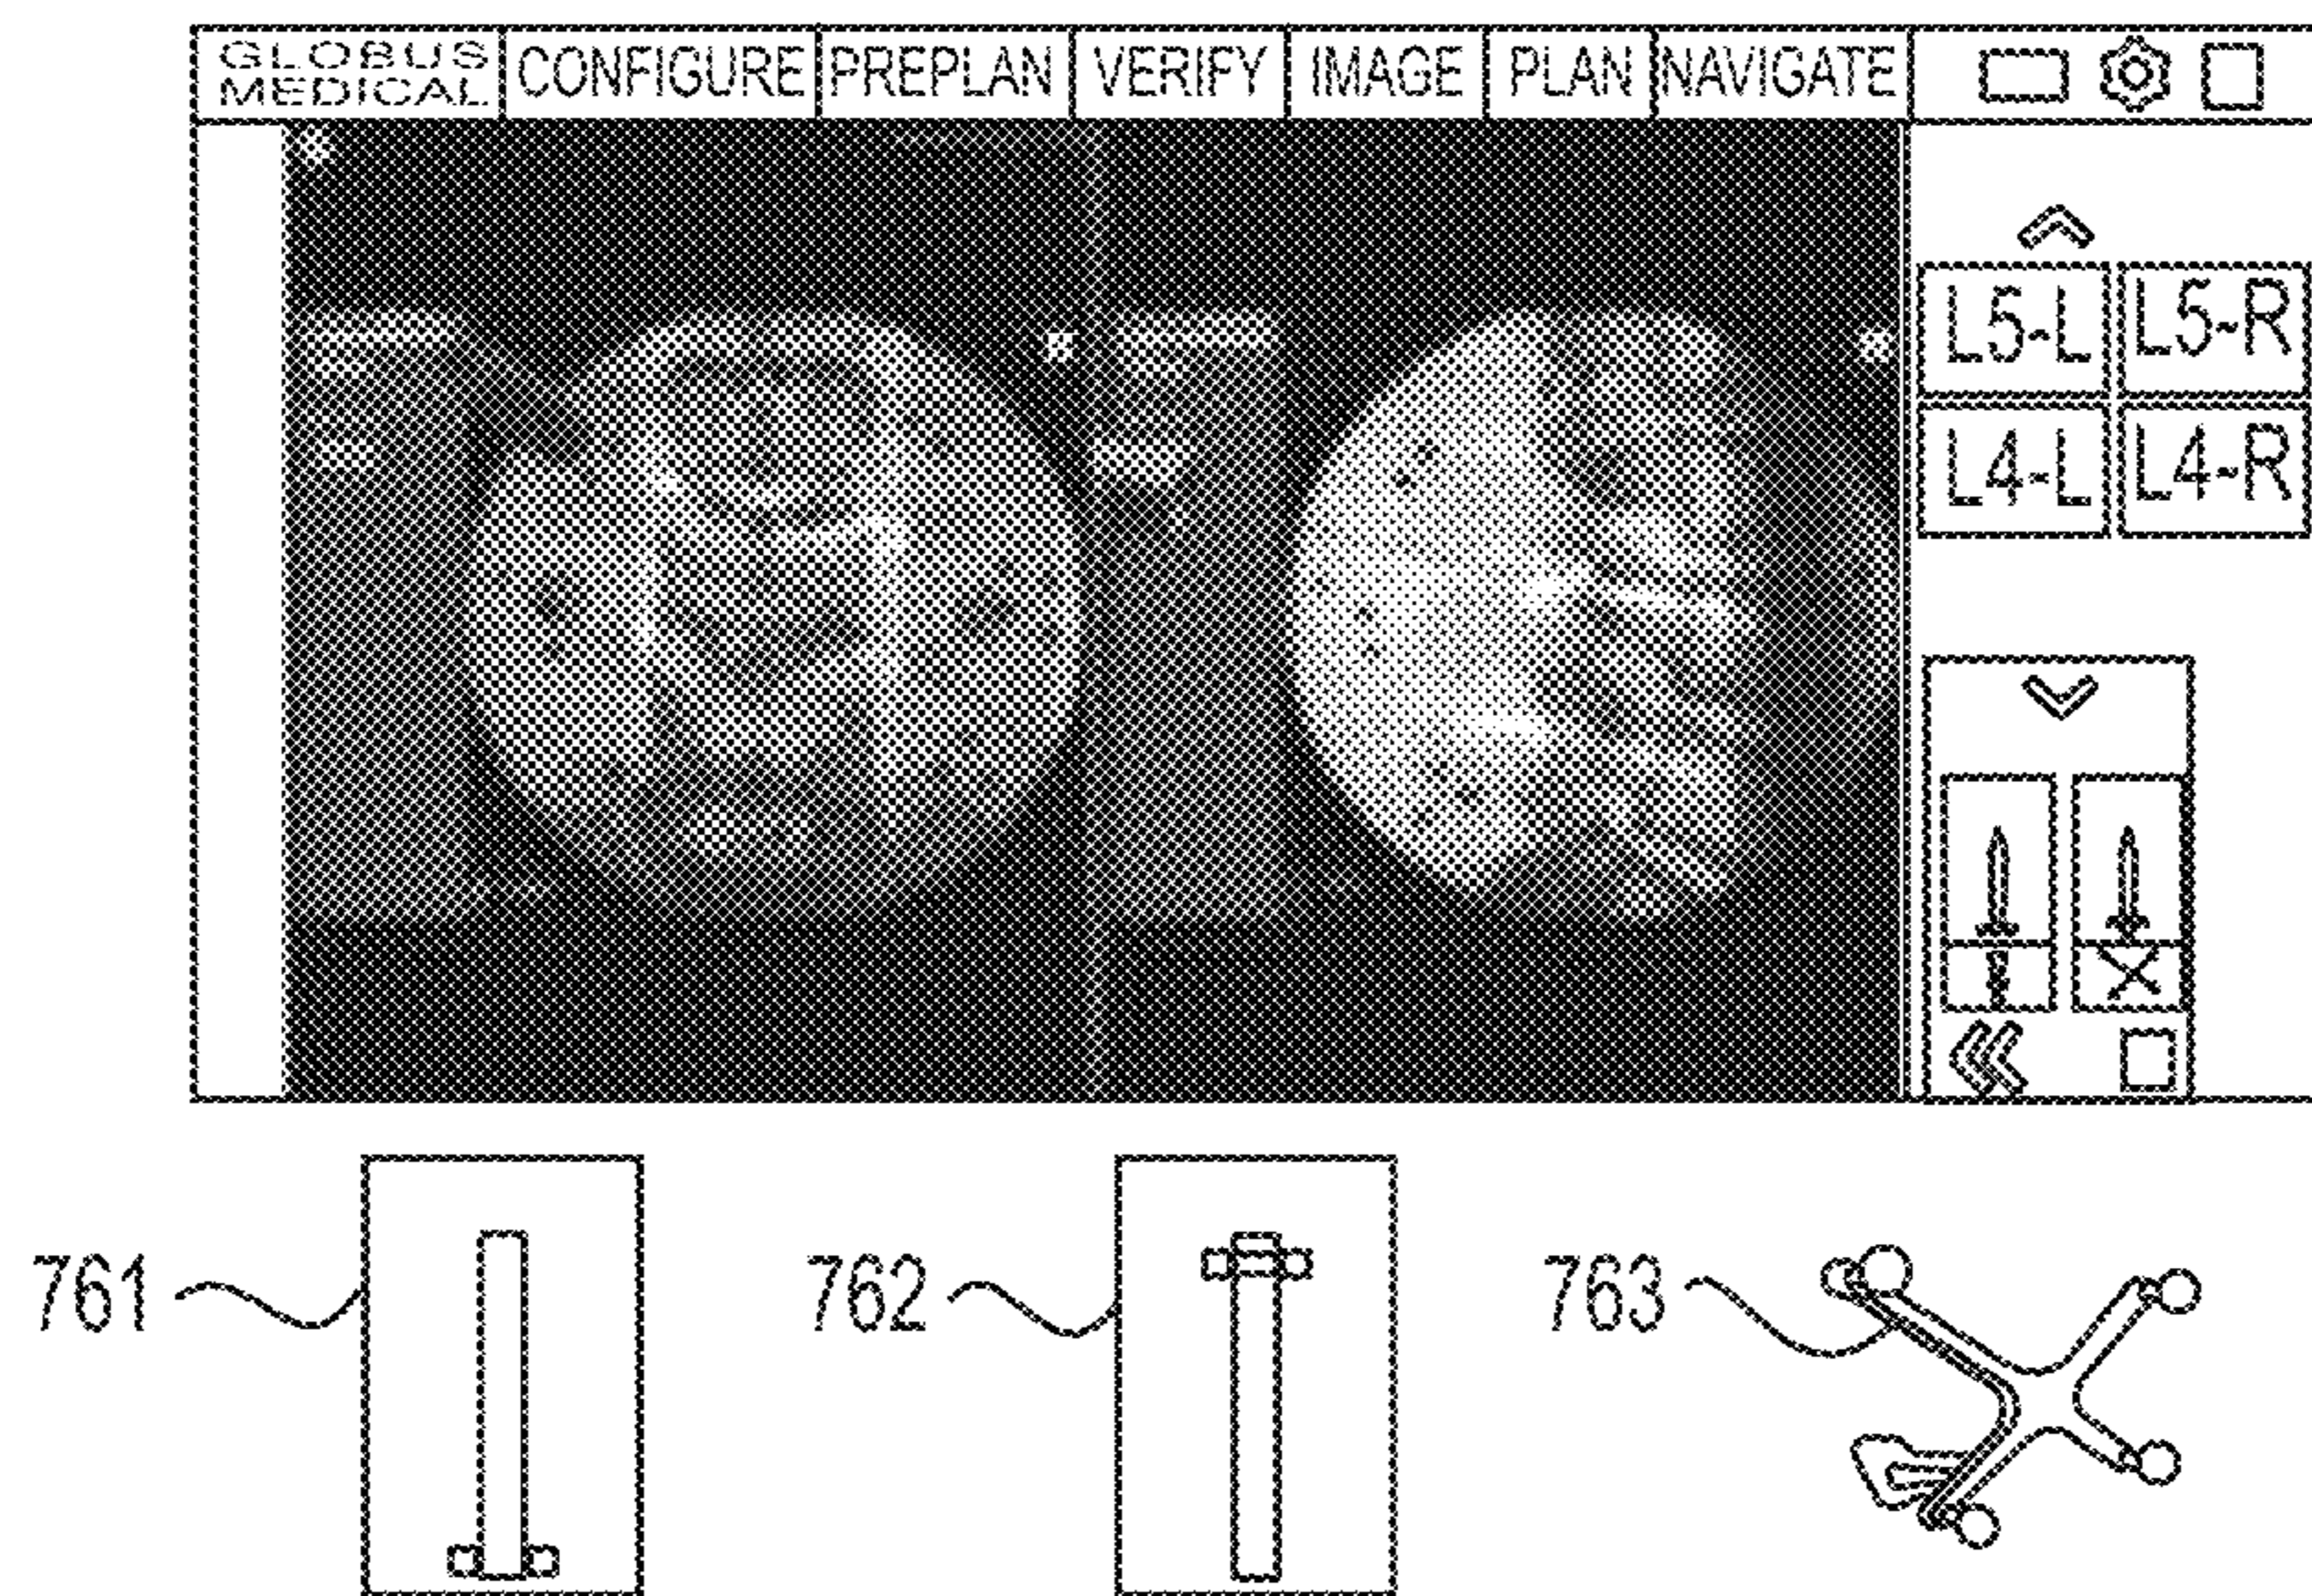 GLOBUS
MEDICAL
CONFIGURE PREPLAN VERIFY IMAGE PLAN NAVIGATE
L5-L L5-R
L4-L L4-R
761 762 763